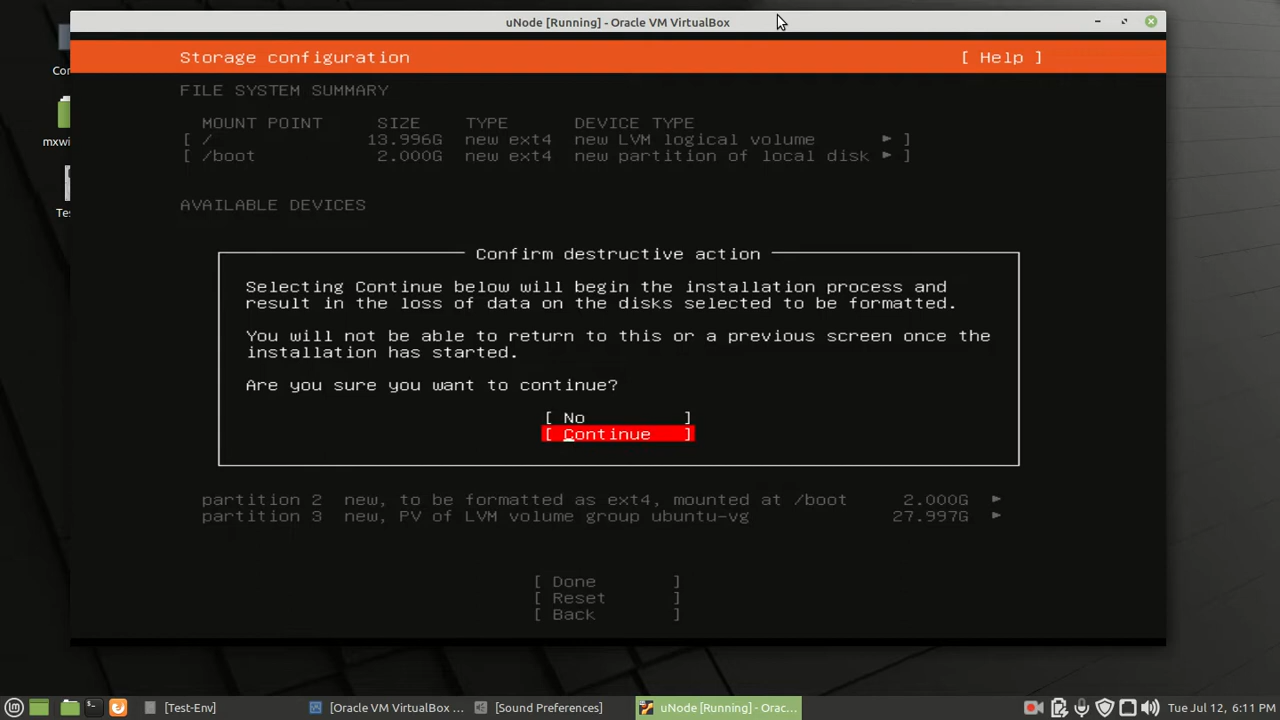 uNode [Running] - Oracle VM VirtualBox
Storage configuration [ Help ]
FILE SYSTEM SUMMARY
MOUNT POINT SIZE TYPE DEVICE TYPE
[ / 13.996G new ext4 new LVM logical volume ▸ ]
[ /boot 2.000G new ext4 new partition of local disk ▸ ]
AVAILABLE DEVICES
Confirm destructive action
Selecting Continue below will begin the installation process and
result in the loss of data on the disks selected to be formatted.
You will not be able to return to this or a previous screen once the
installation has started.
Are you sure you want to continue?
[ No ]
[ Continue ]
partition 2 new, to be formatted as ext4, mounted at /boot 2.000G ▸
partition 3 new, PV of LVM volume group ubuntu-vg 27.997G ▸
[ Done ]
[ Reset ]
[ Back ]
Co
mxwi
Tes
[Test-Env] [Oracle VM VirtualBox ... [Sound Preferences] uNode [Running] - Orac... Tue Jul 12, 6:11 PM